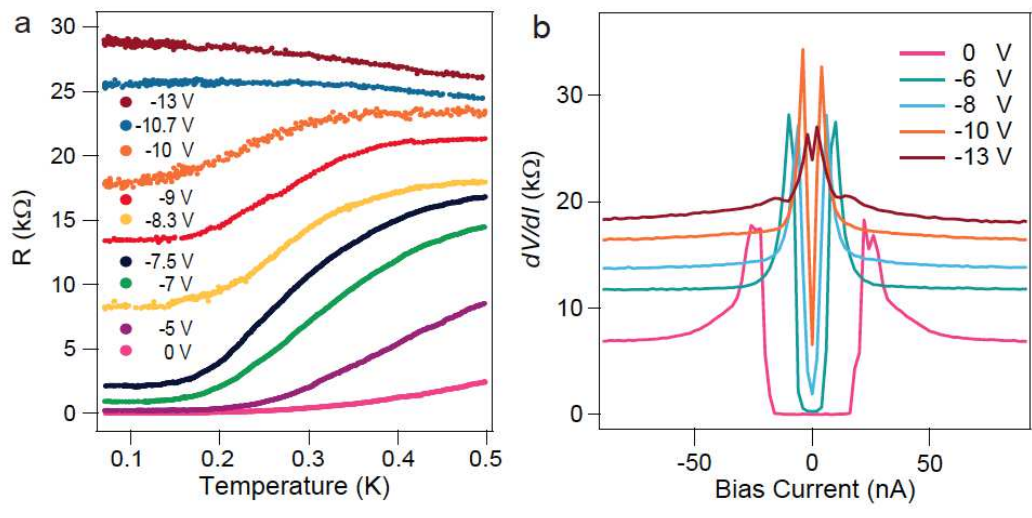 a
30
25
20
15
10
5
0
R (kΩ)
-13 V
-10.7 V
-10 V
-9 V
-8.3 V
-7.5 V
-7 V
-5 V
0 V
0.1 0.2 0.3 0.4 0.5
Temperature (K)
b
30
20
10
0
dV/dI (kΩ)
0 V
-6 V
-8 V
-10 V
-13 V
-50 0 50
Bias Current (nA)